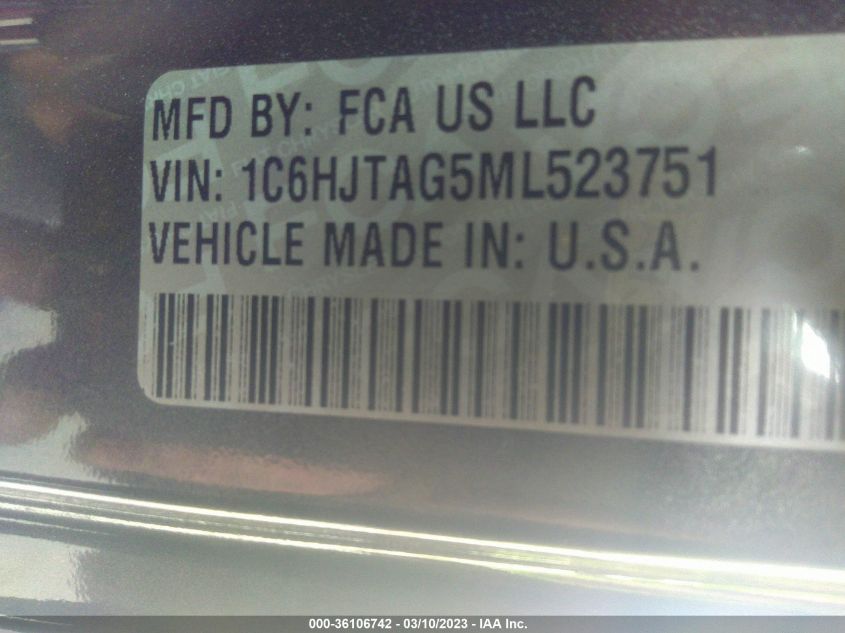 MFD BY: FCA US LLC
VIN: 1C6HJTAG5ML523751
VEHICLE MADE IN: U.S.A.
000-36106742 - 03/10/2023 - IAA Inc.